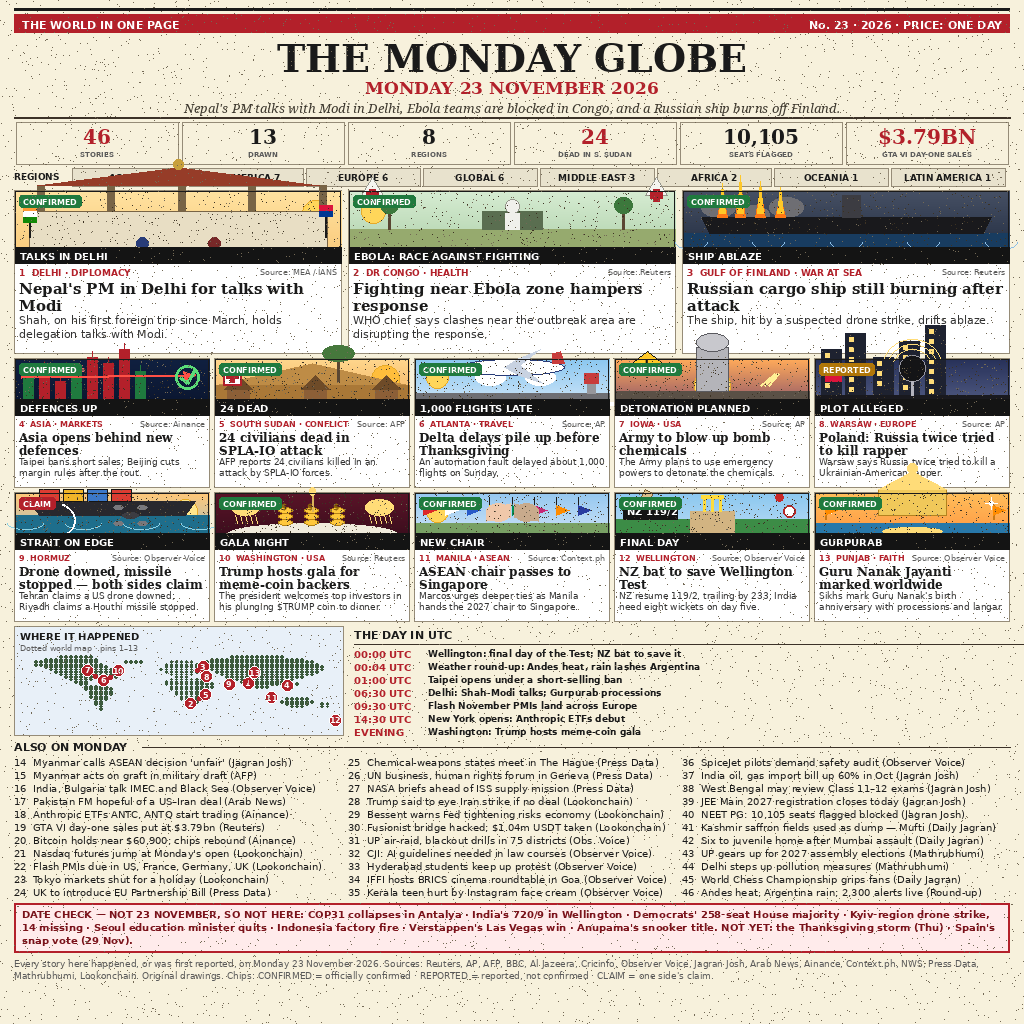 THE WORLD IN ONE PAGE
No. 23 · 2026 · PRICE: ONE DAY
THE MONDAY GLOBE
MONDAY 23 NOVEMBER 2026
Nepal's PM talks with Modi in Delhi, Ebola teams are blocked in Congo, and a Russian ship burns off Finland.
46
STORIES
13
DRAWN
8
REGIONS
24
DEAD IN S. SUDAN
10,105
SEATS FLAGGED
$3.79BN
GTA VI DAY-ONE SALES
REGIONS
EUROPE 6
GLOBAL 6
MIDDLE EAST 3
AFRICA 2
OCEANIA 1
LATIN AMERICA 1
CONFIRMED
TALKS IN DELHI
1 DELHI · DIPLOMACY
Source: MEA / IANS
Nepal's PM in Delhi for talks with
Modi
Shah, on his first foreign trip since March, holds
delegation talks with Modi.
CONFIRMED
EBOLA: RACE AGAINST FIGHTING
2 DR CONGO · HEALTH
Source: Reuters
Fighting near Ebola zone hampers
response
WHO chief says clashes near the outbreak area are
disrupting the response.
CONFIRMED
SHIP ABLAZE
3 GULF OF FINLAND · WAR AT SEA
Source: Reuters
Russian cargo ship still burning after
attack
The ship, hit by a suspected drone strike, drifts ablaze.
CONFIRMED
DEFENCES UP
4 ASIA · MARKETS
Source: Ainance
Asia opens behind new
defences
Taipei bans short sales; Beijing cuts
margin rules after the rout.
CONFIRMED
24 DEAD
5 SOUTH SUDAN · CONFLICT
Source: AFP
24 civilians dead in
SPLA-IO attack
AFP reports 24 civilians killed in an
attack by SPLA-IO forces.
CONFIRMED
1,000 FLIGHTS LATE
6 ATLANTA · TRAVEL
Source: AP
Delta delays pile up before
Thanksgiving
An automation fault delayed about 1,000
flights on Sunday.
CONFIRMED
DETONATION PLANNED
7 IOWA · USA
Source: AP
Army to blow up bomb
chemicals
The Army plans to use emergency
powers to detonate the chemicals.
REPORTED
PLOT ALLEGED
8 WARSAW · EUROPE
Source: AP
Poland: Russia twice tried
to kill rapper
Warsaw says Russia twice tried to kill a
Ukrainian-American
CLAIM
STRAIT ON EDGE
9 HORMUZ
Source: Observer Voice
Drone downed, missile
stopped — both sides claim
Tehran claims a US drone downed;
Riyadh claims a Houthi missile stopped.
CONFIRMED
GALA NIGHT
10 WASHINGTON · USA
Source: Reuters
Trump hosts gala for
meme-coin backers
The president welcomes top investors in
his plunging $TRUMP coin to dinner.
CONFIRMED
NEW CHAIR
11 MANILA · ASEAN
Source: Context.ph
ASEAN chair passes to
Singapore
Marcos urges deeper ties as Manila
hands the 2027 chair to Singapore.
CONFIRMED
NZ 119/2
FINAL DAY
12 WELLINGTON
Source: Observer Voice
NZ bat to save Wellington
Test
NZ resume 119/2, trailing by 233; India
need eight wickets on day five.
CONFIRMED
GURPURAB
13 PUNJAB · FAITH
Source: Observer Voice
Guru Nanak Jayanti
marked worldwide
Sikhs mark Guru Nanak's birth
anniversary with processions and langar.
WHERE IT HAPPENED
Dotted world map · pins 1–13
THE DAY IN UTC
00:00 UTC Wellington: final day of the Test; NZ bat to save it
00:04 UTC Weather round-up: Andes heat, rain lashes Argentina
01:00 UTC Taipei opens under a short-selling ban
06:30 UTC Delhi: Shah-Modi talks; Gurpurab processions
09:30 UTC Flash November PMIs land across Europe
14:30 UTC New York opens: Anthropic ETFs debut
EVENING Washington: Trump hosts meme-coin gala
ALSO ON MONDAY
14 Myanmar calls ASEAN decision 'unfair' (Jagran Josh)
15 Myanmar acts on graft in military draft (AFP)
16 India, Bulgaria talk IMEC and Black Sea (Observer Voice)
17 Pakistan FM hopeful of a US–Iran deal (Arab News)
18 Anthropic ETFs ANTC, ANTQ start trading (Ainance)
19 GTA VI day-one sales put at $3.79bn (Reuters)
20 Bitcoin holds near $60,900; chips rebound (Ainance)
21 Nasdaq futures jump at Monday's open (Lookonchain)
22 Flash PMIs due in US, France, Germany, UK (Lookonchain)
23 Tokyo markets shut for a holiday (Lookonchain)
24 UK to introduce EU Partnership Bill (Press Data)
25 Chemical-weapons states meet in The Hague (Press Data)
26 UN business, human rights forum in Geneva (Press Data)
27 NASA briefs ahead of ISS supply mission (Press Data)
28 Trump said to eye Iran strike if no deal (Lookonchain)
29 Bessent warns Fed tightening risks economy (Lookonchain)
30 Fusionist bridge hacked; $1.04m USDT taken (Lookonchain)
31 UP air-raid, blackout drills in 75 districts (Obs. Voice)
32 CJI: AI guidelines needed in law courses (Observer Voice)
33 Hyderabad students keep up protest (Observer Voice)
34 IFFI hosts BRICS cinema roundtable in Goa (Observer Voice)
35 Kerala teen hurt by Instagram face cream (Observer Voice)
36 SpiceJet pilots demand safety audit (Observer Voice)
37 India oil, gas import bill up 60% in Oct (Jagran Josh)
38 West Bengal may review Class 11–12 exams (Jagran Josh)
39 JEE Main 2027 registration closes today (Jagran Josh)
40 NEET PG: 10,105 seats flagged blocked (Jagran Josh)
41 Kashmir saffron fields used as dump — Mufti (Daily Jagran)
42 Six to juvenile home after Mumbai assault (Daily Jagran)
43 UP gears up for 2027 assembly elections (Mathrubhumi)
44 Delhi steps up pollution measures (Mathrubhumi)
45 World Chess Championship grips fans (Daily Jagran)
46 Andes heat; Argentina rain; 2,300 alerts live (Round-up)
DATE CHECK — NOT 23 NOVEMBER, SO NOT HERE: COP31 collapses in Antalya · India's 720/9 in Wellington · Democrats' 258-seat House majority · Kyiv region drone strike,
14 missing · Seoul education minister quits · Indonesia factory fire · Verstappen's Las Vegas win · Anupama's snooker title. NOT YET: the Thanksgiving storm (Thu) · Spain's
snap vote (29 Nov).
Every story here happened, or was first reported, on Monday 23 November 2026. Sources: Reuters, AP, AFP, BBC, Al Jazeera, Cricinfo, Observer Voice, Jagran Josh, Arab News, Ainance, Context.ph, NWS, Press Data,
Mathrubhumi, Lookonchain. Original drawings. Chips: CONFIRMED = officially confirmed · REPORTED = reported, not confirmed · CLAIM = one side's claim.